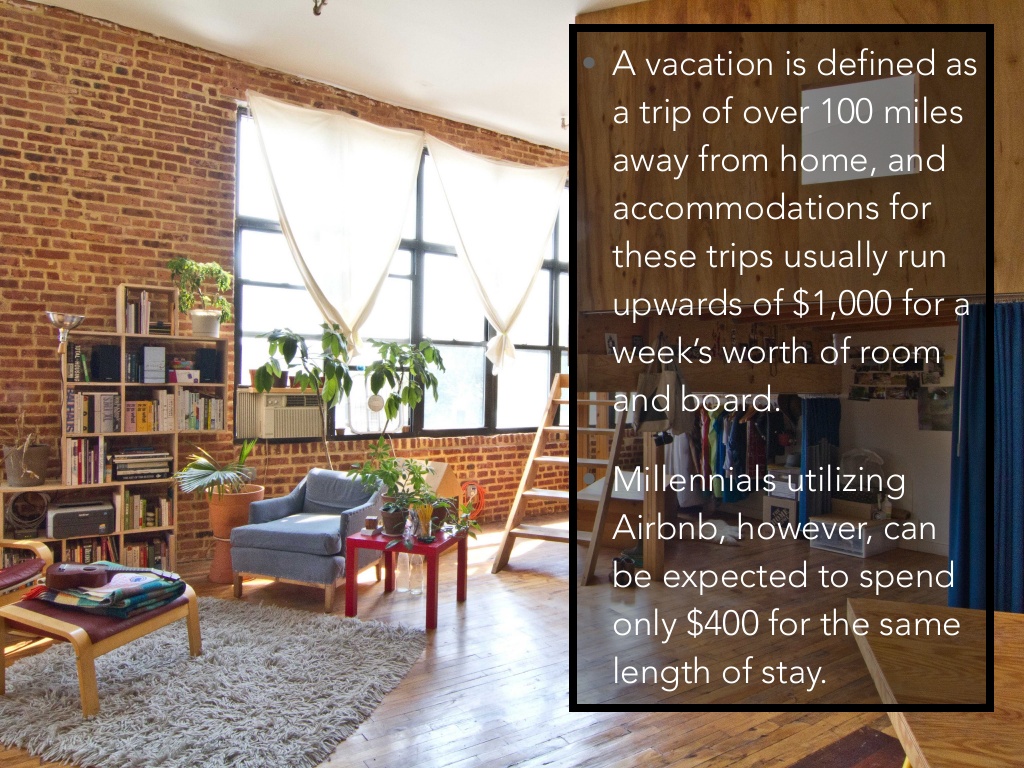 A vacation is defined as
a trip of over 100 miles
away from home, and
accommodations for
these trips usually run
upwards of $1,000 for a
week's worth of room
and board.
Millennials utilizing
Airbnb, however, can
be expected to spend
only $400 for the same
length of stay.